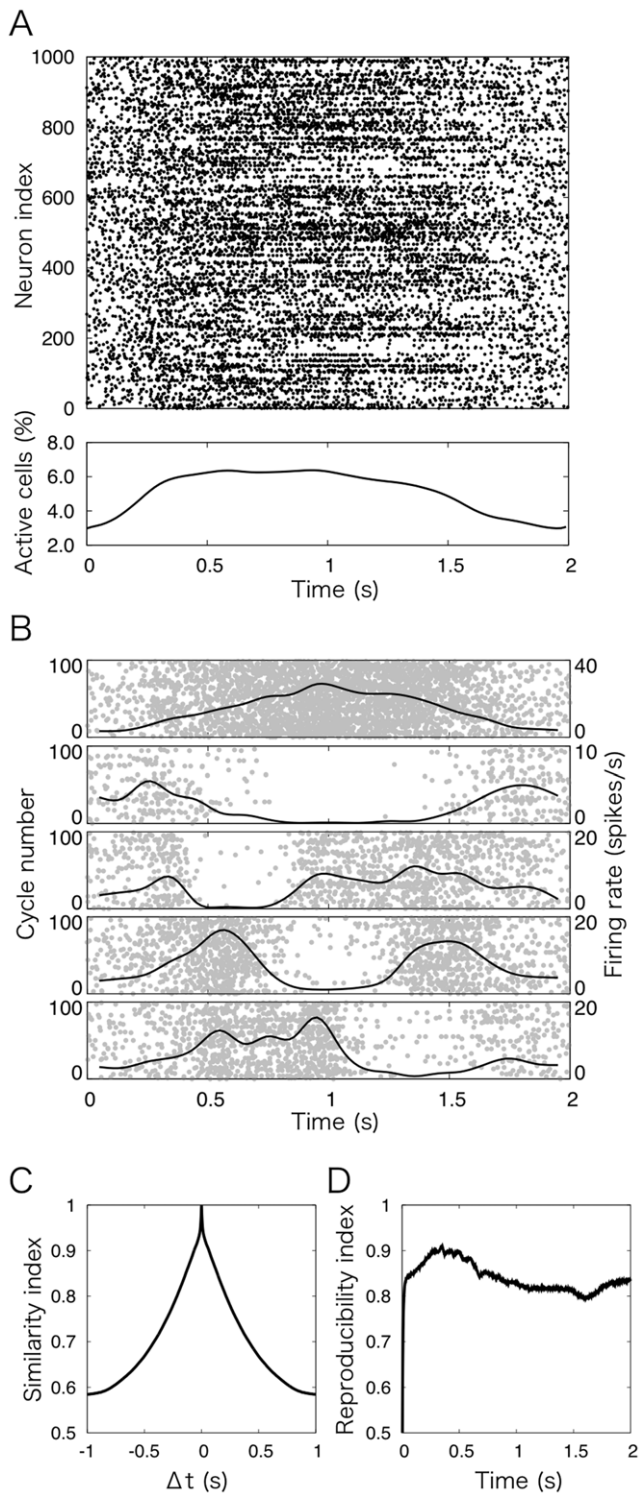 A
1000
800
600
400
200
0
Neuron index
8.0
6.0
4.0
2.0
Active cells (%)
0 0.5 1 1.5 2
Time (s)
B
100
0
40
0
100
0
10
0
100
0
20
0
100
0
20
0
100
0
20
0
Cycle number
Firing rate (spikes/s)
0 0.5 1 1.5 2
Time (s)
C
1
0.9
0.8
0.7
0.6
0.5
Similarity index
-1 -0.5 0 0.5 1
Δt (s)
D
1
0.9
0.8
0.7
0.6
0.5
Reproducibility index
0 0.5 1 1.5 2
Time (s)